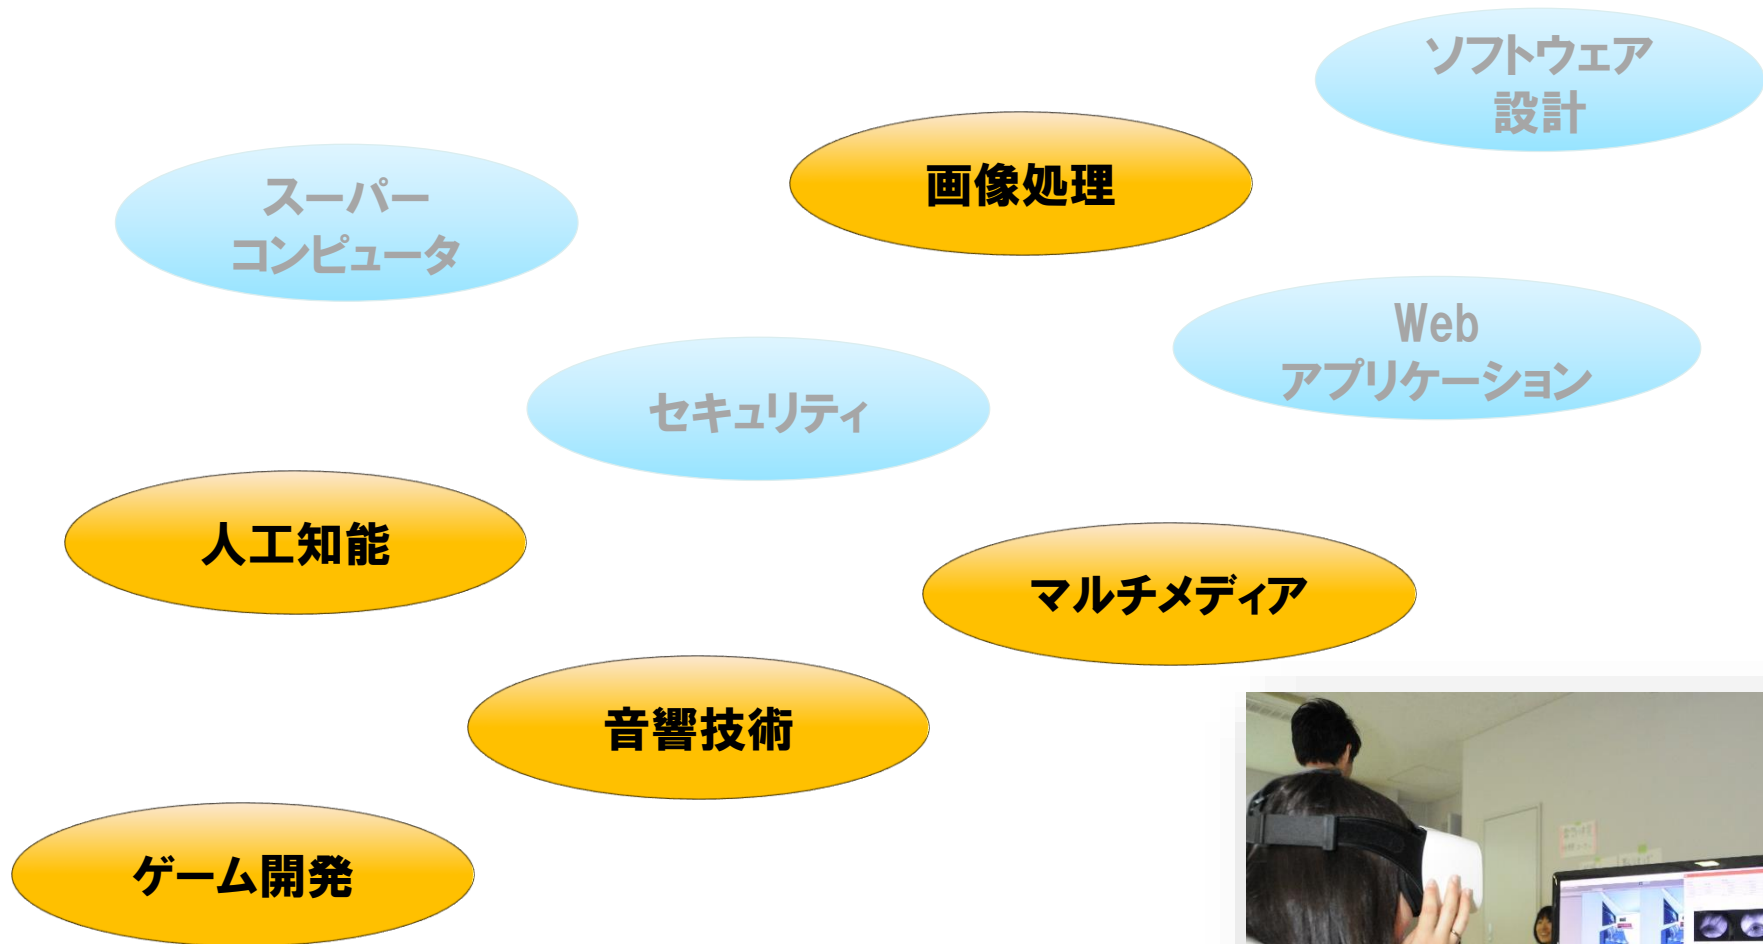 ソフトウェア
設計
画像処理
スーパー
コンピュータ
Web
アプリケーション
セキュリティ
人工知能
マルチメディア
音響技術
ゲーム開発